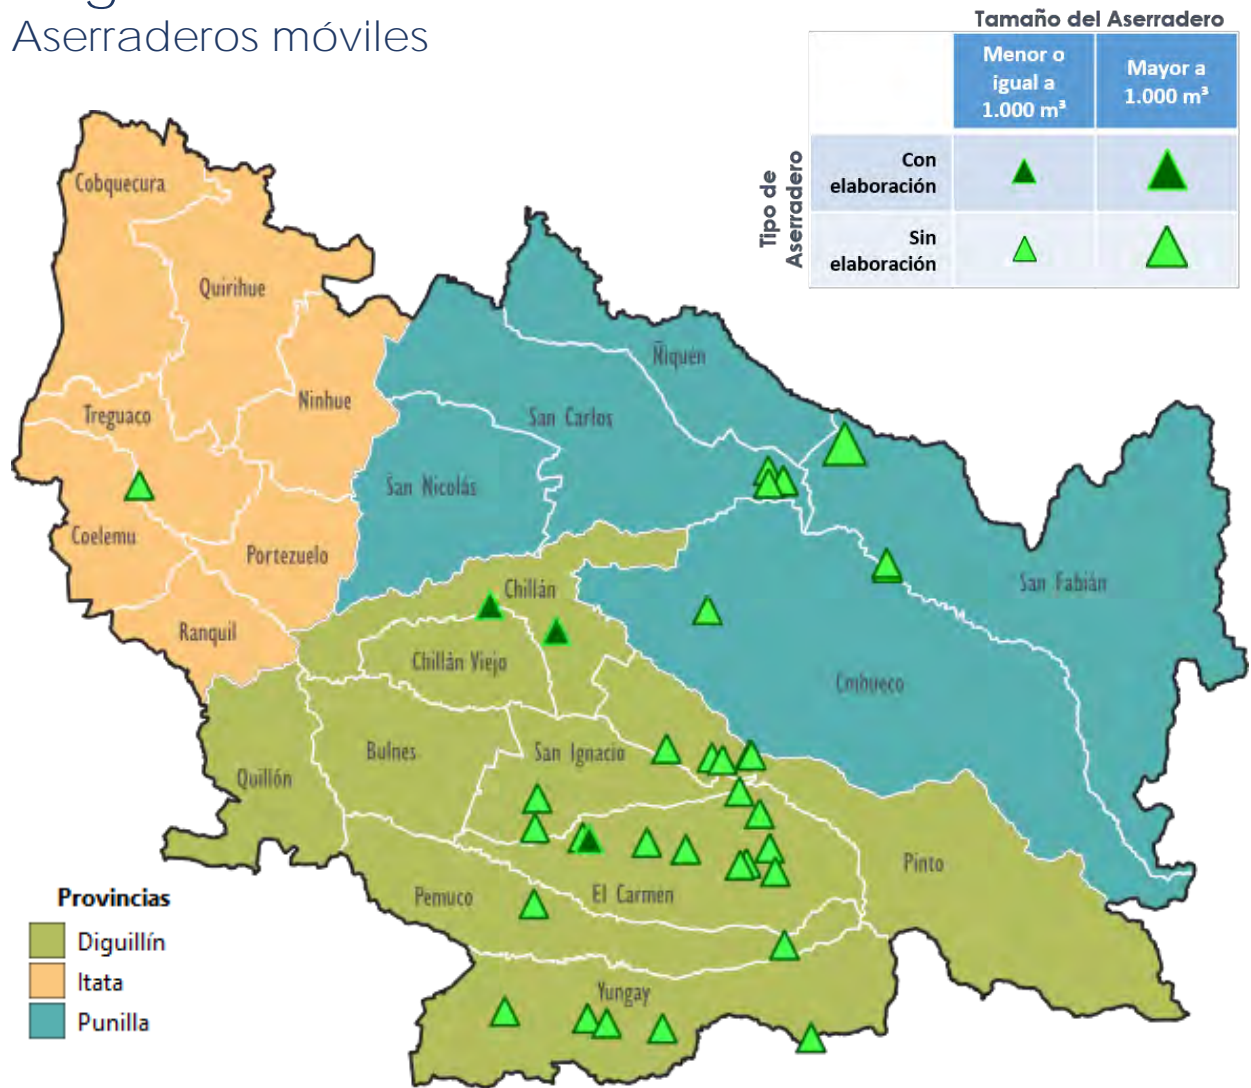 Aserraderos móviles
Tamaño del Aserradero
Menor o
igual a
1.000 m³
Mayor a
1.000 m³
Tipo de
Aserradero
Con
elaboración
Sin
elaboración
Cobquecura
Quirihue
Ñiquén
Ninhue
Treguaco
San Carlos
San Nicolás
Coelemu
Portezuelo
San Fabián
Chillán
Ranquil
Chillán Viejo
Coihueco
Bulnes
San Ignacio
Quillón
Pinto
Pemuco
El Carmen
Yungay
Provincias
Diguillín
Itata
Punilla